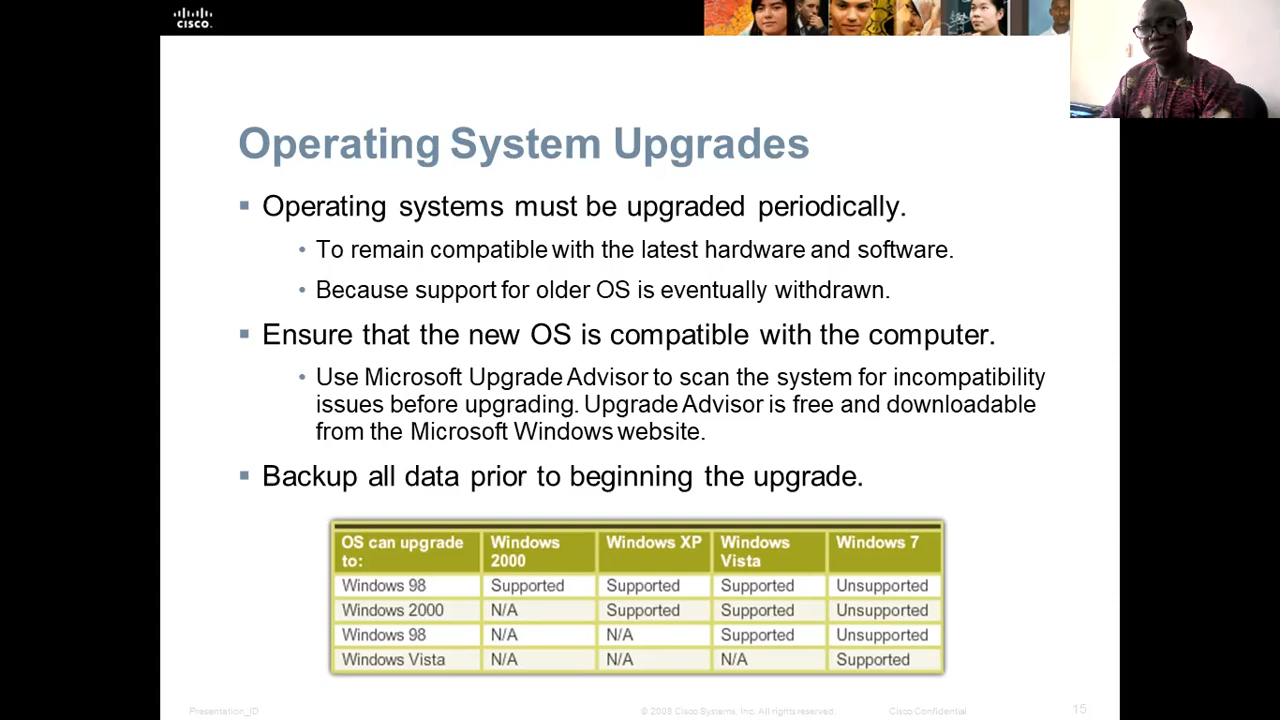 CISCO.
Operating System Upgrades
▪ Operating systems must be upgraded periodically.
• To remain compatible with the latest hardware and software.
• Because support for older OS is eventually withdrawn.
▪ Ensure that the new OS is compatible with the computer.
• Use Microsoft Upgrade Advisor to scan the system for incompatibility
issues before upgrading. Upgrade Advisor is free and downloadable
from the Microsoft Windows website.
▪ Backup all data prior to beginning the upgrade.
OS can upgrade to: Windows 2000 Windows XP Windows Vista Windows 7
Windows 98 Supported Supported Supported Unsupported
Windows 2000 N/A Supported Supported Unsupported
Windows 98 N/A N/A Supported Unsupported
Windows Vista N/A N/A N/A Supported
Presentation_ID © 2008 Cisco Systems, Inc. All rights reserved. Cisco Confidential 15